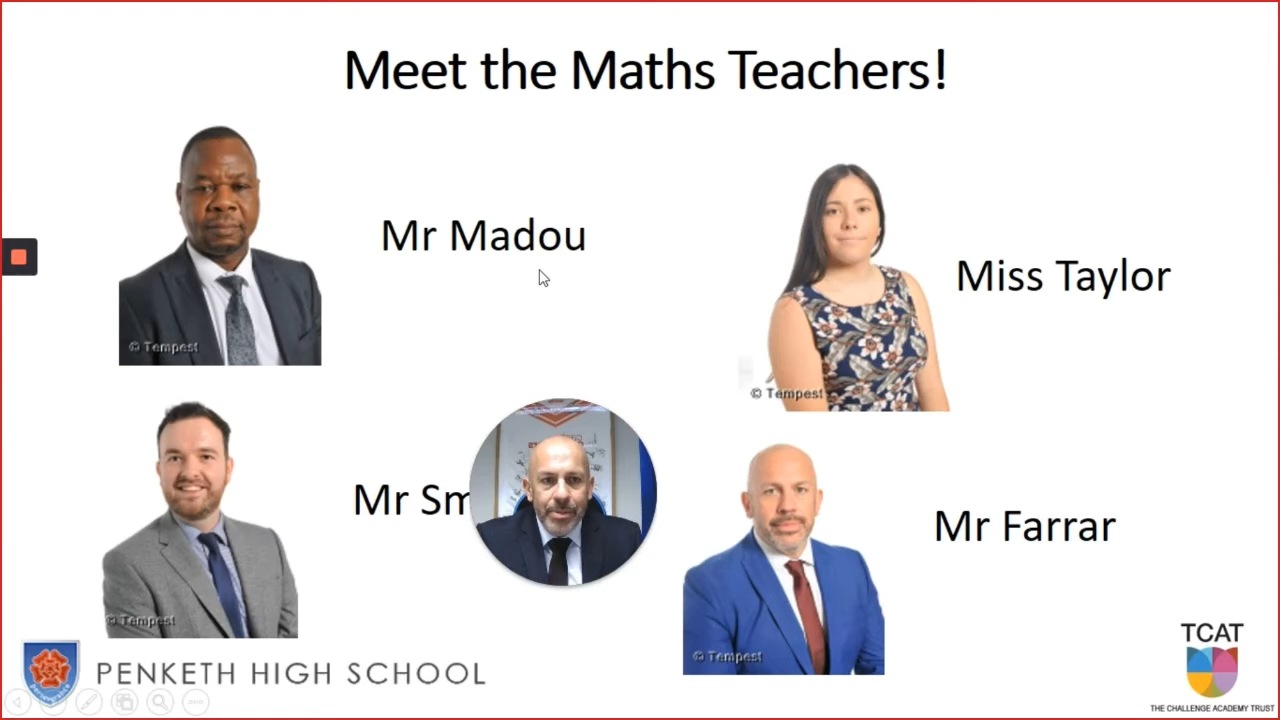 Meet the Maths Teachers!
Mr Madou
Miss Taylor
© Tempest
© Tempest
Mr
Mr Farrar
© Tempest
© Tempest
PENKETH HIGH SCHOOL
TCAT
THE CHALLENGE ACADEMY TRUST